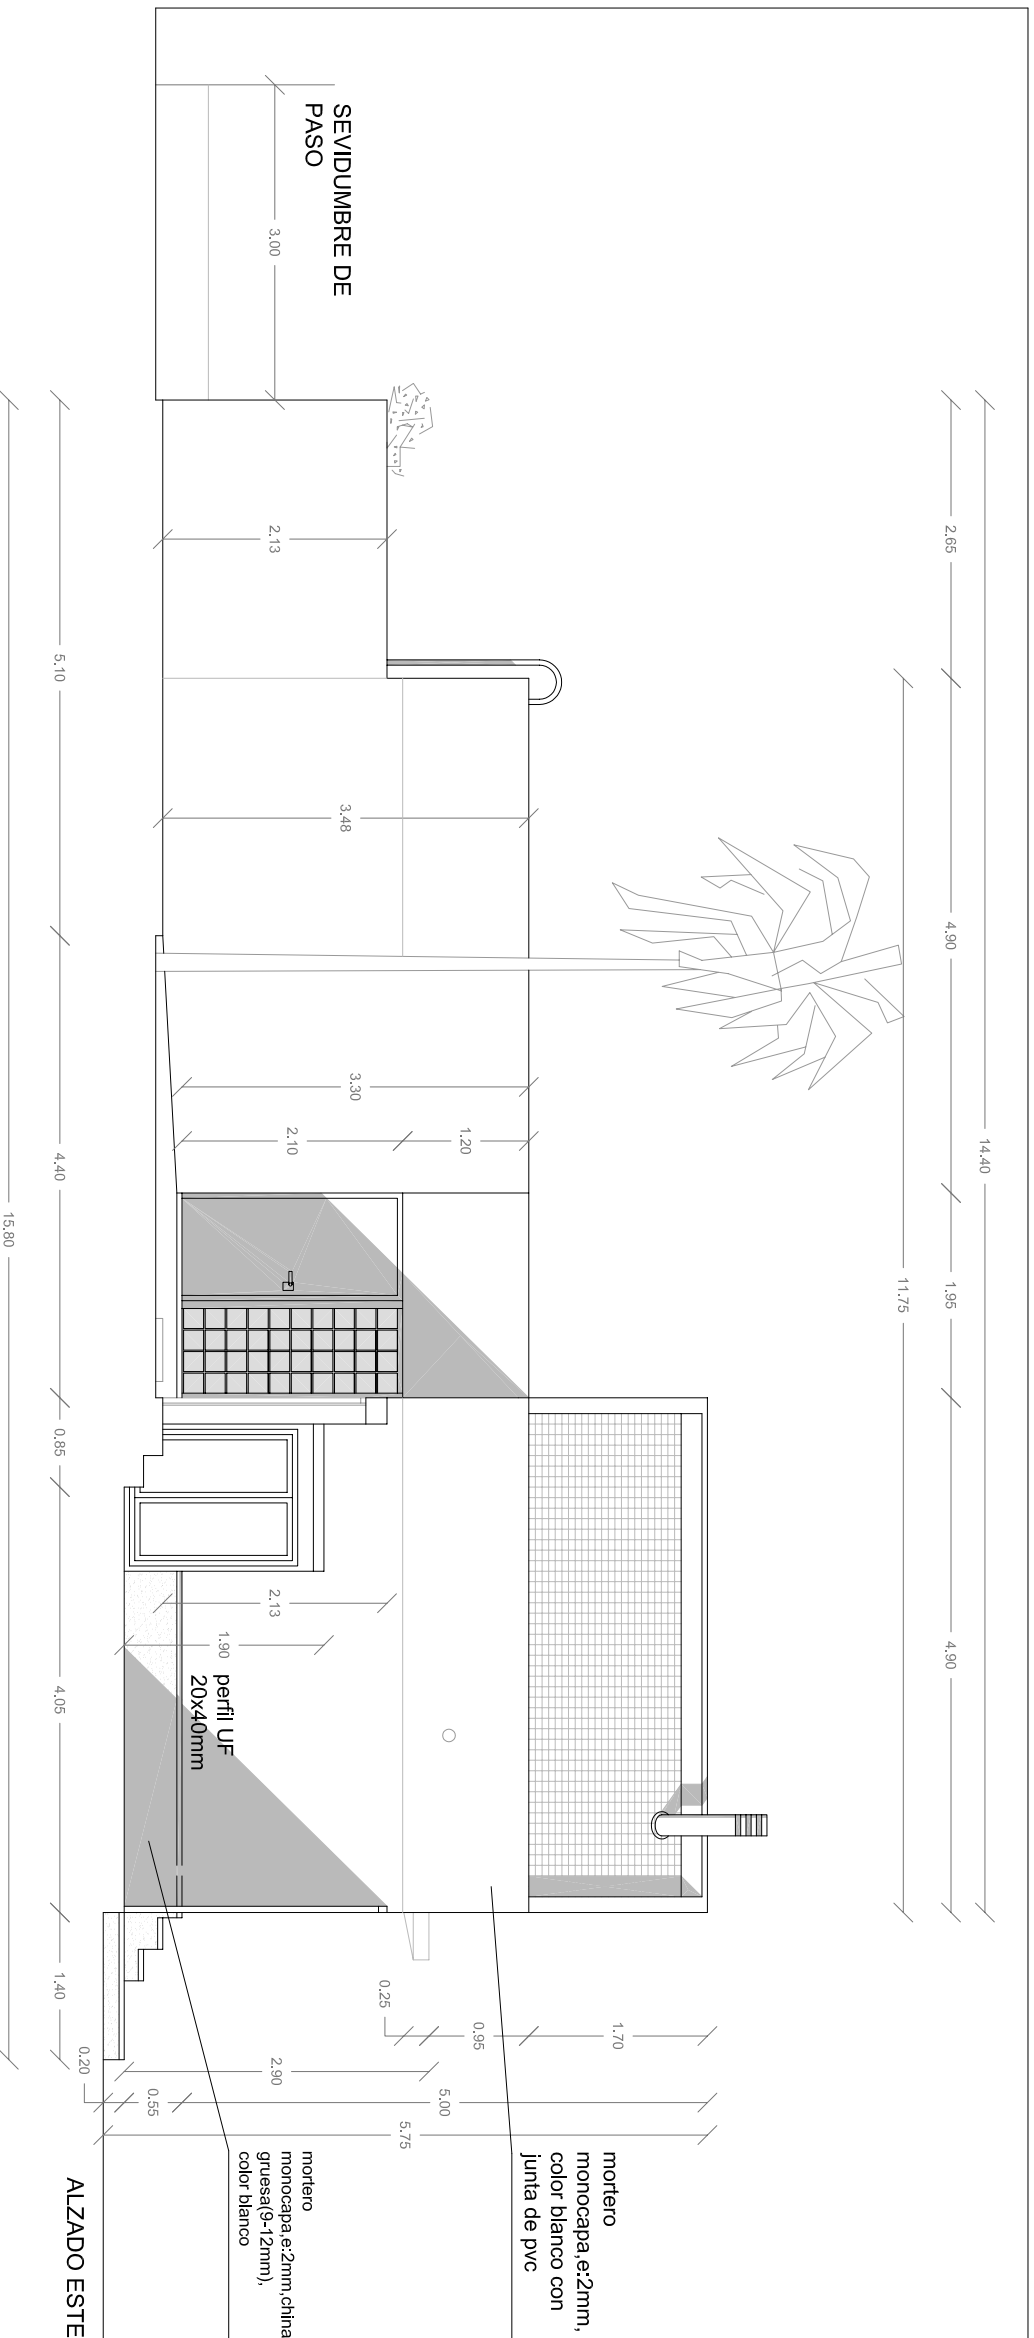 SEVIDUMBRE DE
PASO
3.00
14.40
2.65
4.90
1.95
4.90
11.75
2.13
3.48
3.30
2.10
1.20
2.13
1.90
perfil UF
20x40mm
5.10
4.40
0.85
4.05
1.40
15.80
0.25
0.95
1.70
2.90
0.20
0.55
5.00
5.75
mortero
monocapa,e:2mm,
color blanco con
junta de pvc
mortero
monocapa,e:2mm,china
gruesa(9-12mm),
color blanco
ALZADO ESTE